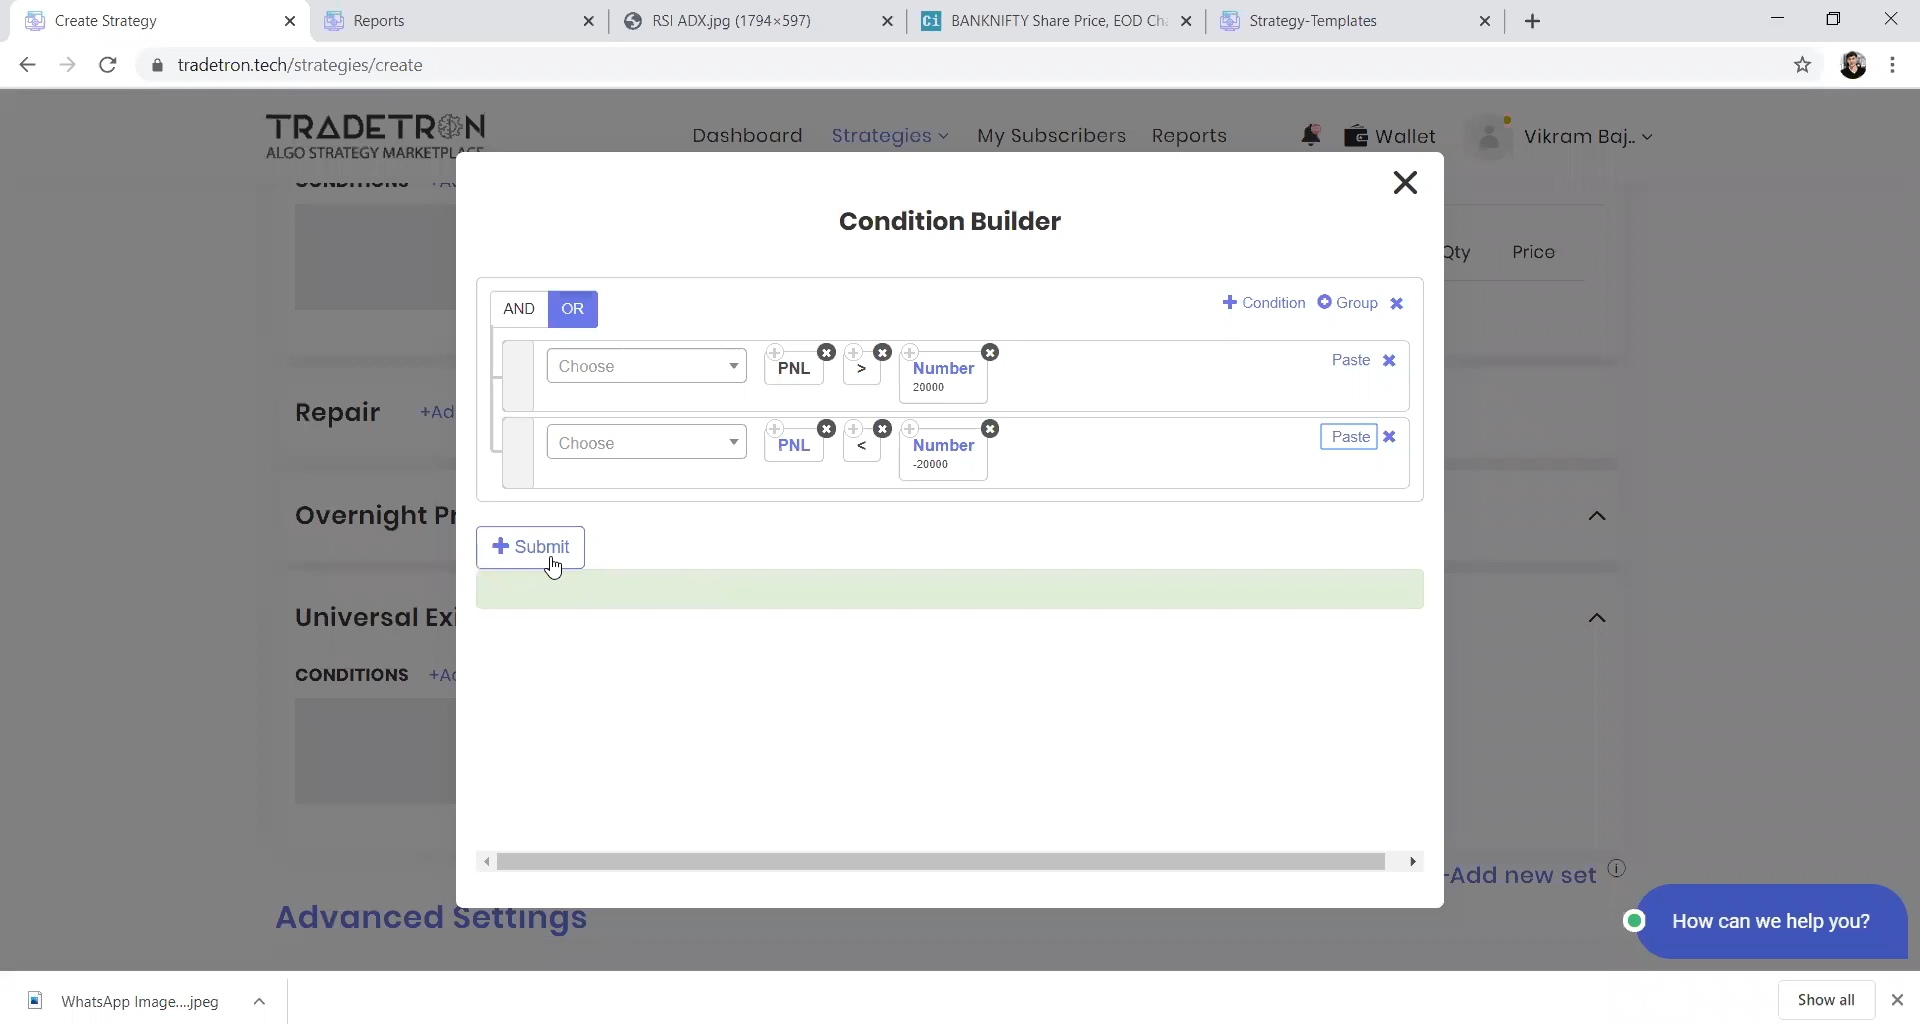 Create Strategy
Reports
RSI ADX.jpg (1794×597)
BANKNIFTY Share Price, EOD Ch
Strategy-Templates
tradetron.tech/strategies/create
TRADETRON
ALGO STRATEGY MARKETPLACE
Dashboard
Strategies
My Subscribers
Reports
Wallet
Vikram Baj..
CONDITIONS
Condition Builder
Qty
Price
AND
OR
Condition
Group
Choose
PNL
>
Number
20000
Paste
Repair
+Ad
Choose
PNL
<
Number
-20000
Paste
Overnight Pr
Submit
Universal Exi
CONDITIONS
+Ad
Add new set
Advanced Settings
How can we help you?
WhatsApp Image....jpeg
Show all